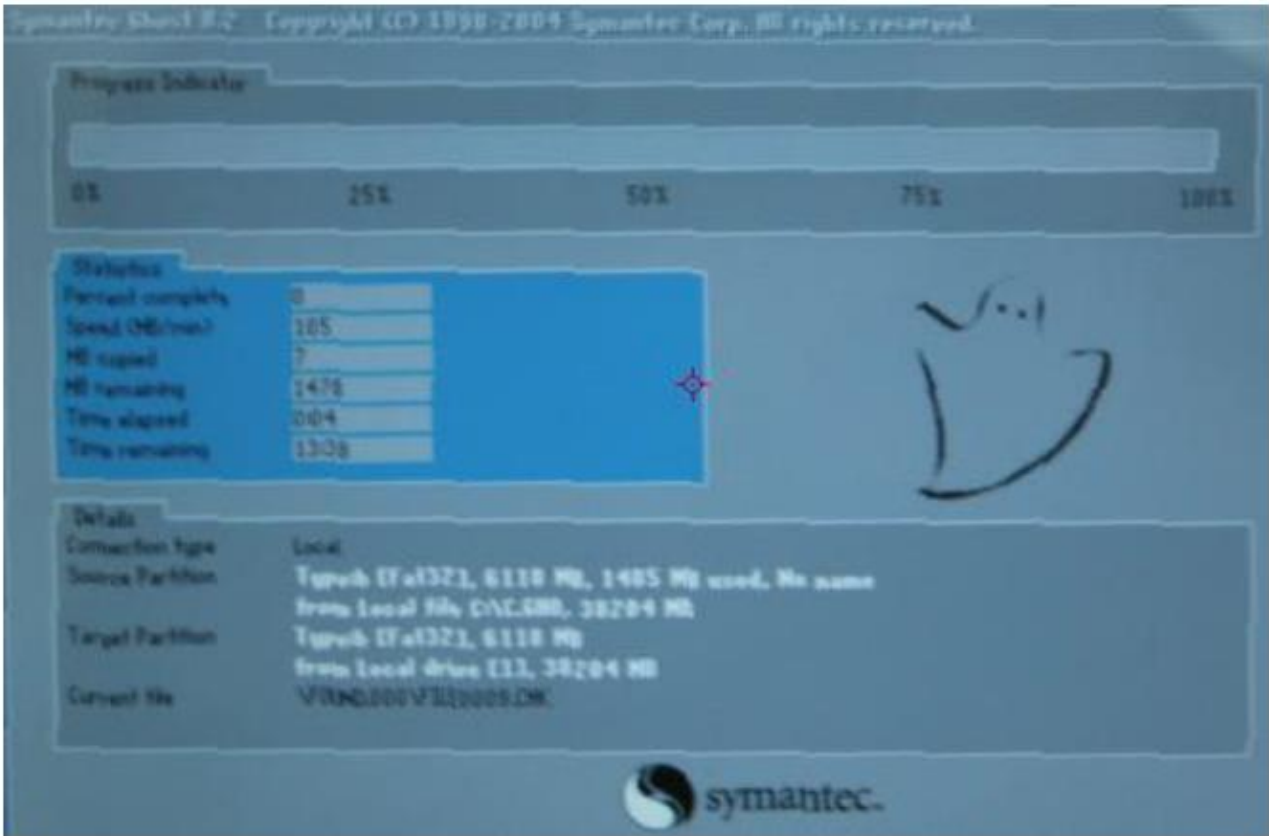 Symantec Ghost 8.2 Copyright (C) 1998-2004 Symantec Corp. All rights reserved.
Progress Indicator
0% 25% 50% 75% 100%
Statistics
Percent complete 0
Speed (MB/min) 105
MB copied 7
MB remaining 1478
Time elapsed 0:04
Time remaining 13:38
Details
Connection type Local
Source Partition Type:b [Fat32], 6118 MB, 1485 MB used, No name
from Local file D:\C.GHO, 38204 MB
Target Partition Type:b [Fat32], 6118 MB
from Local drive [1], 38204 MB
Current file
symantec.